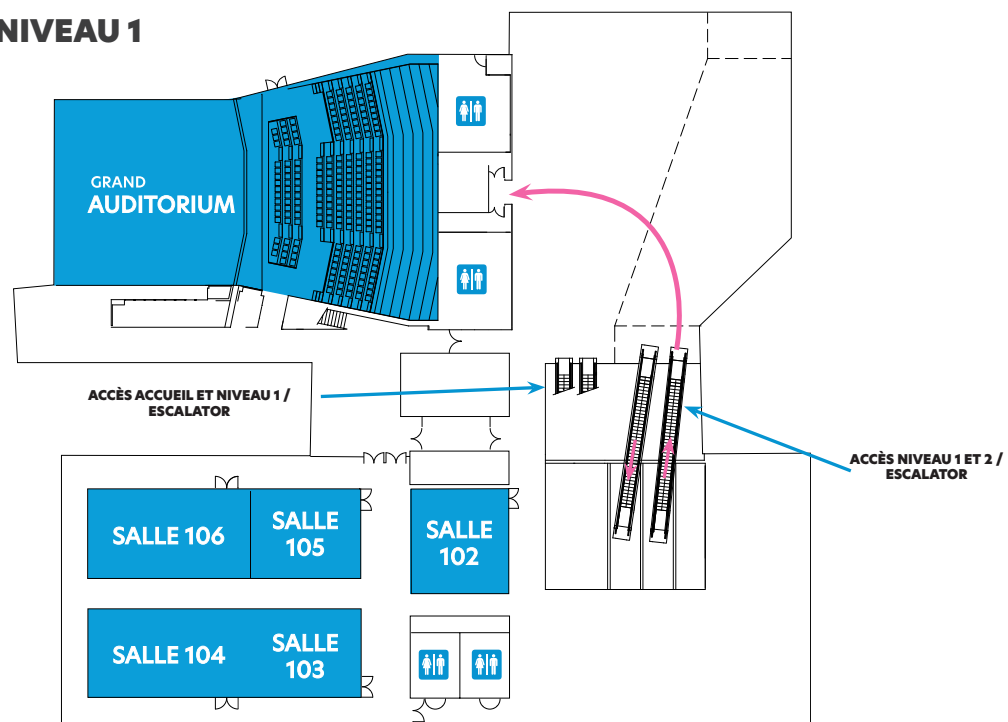 NIVEAU 1
GRAND
AUDITORIUM
ACCÈS ACCUEIL ET NIVEAU 1 /
ESCALATOR
ACCÈS NIVEAU 1 ET 2 /
ESCALATOR
SALLE 106
SALLE
105
SALLE
102
SALLE 104
SALLE
103